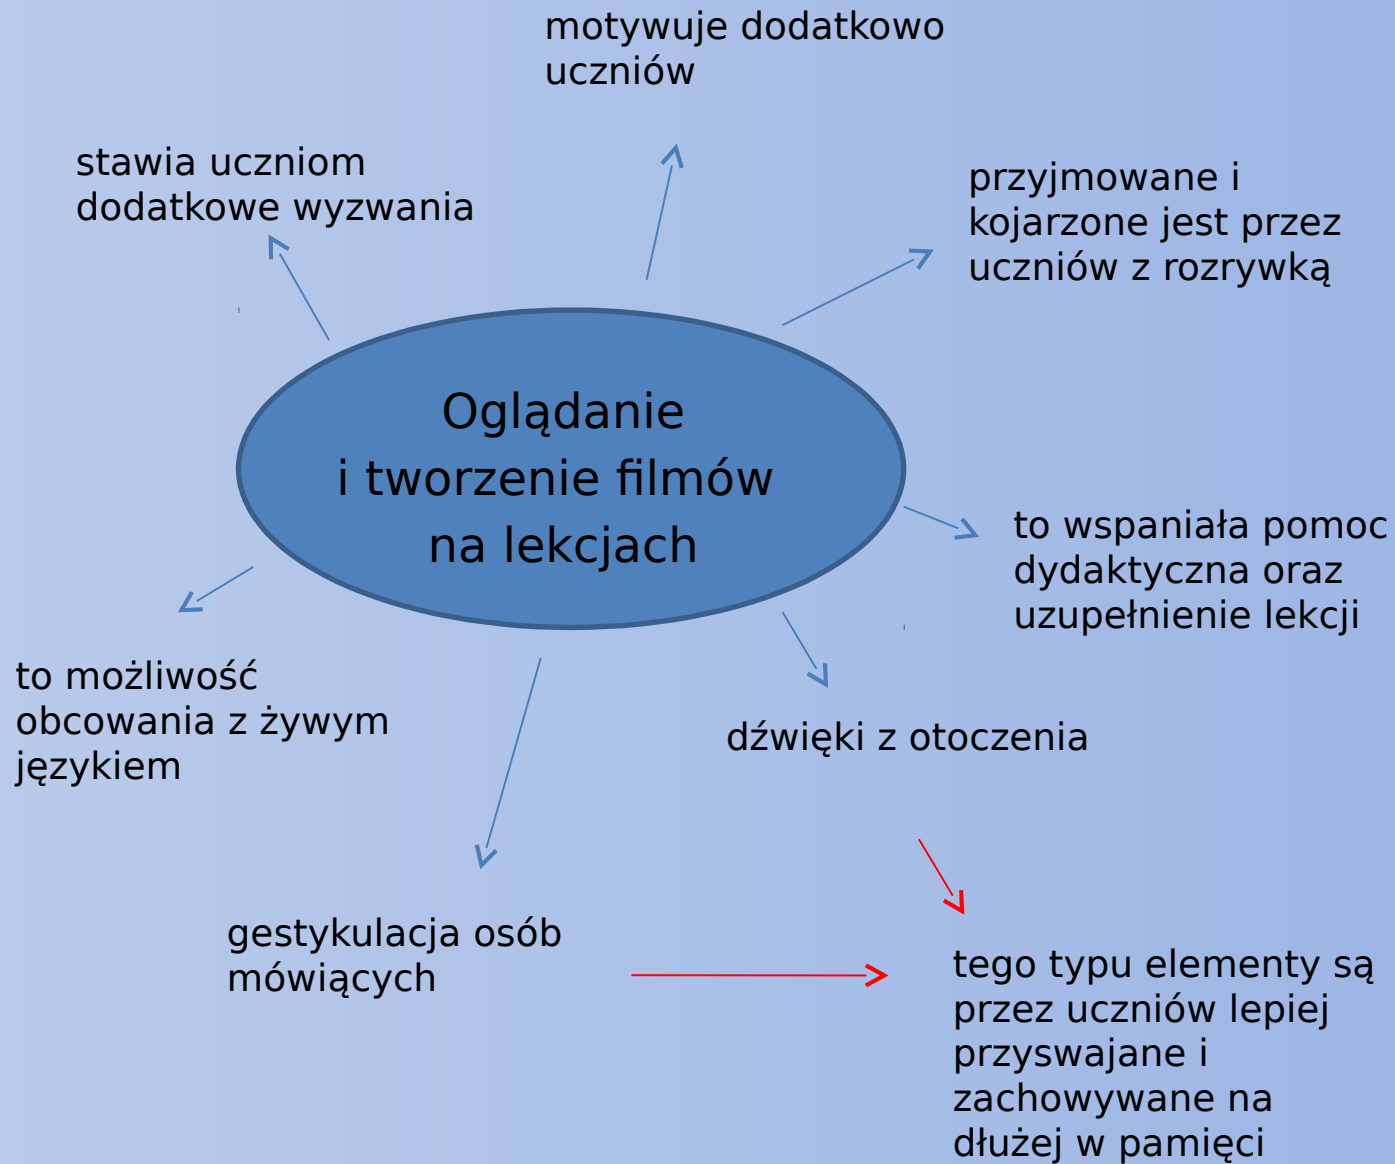 motywuje dodatkowo
uczniów
stawia uczniom
dodatkowe wyzwania
przyjmowane i
kojarzone jest przez
uczniów z rozrywką
Oglądanie
i tworzenie filmów
na lekcjach
to wspaniała pomoc
dydaktyczna oraz
uzupełnienie lekcji
to możliwość
obcowania z żywym
językiem
dźwięki z otoczenia
gestykulacja osób
mówiących
tego typu elementy są
przez uczniów lepiej
przyswajane i
zachowywane na
dłużej w pamięci